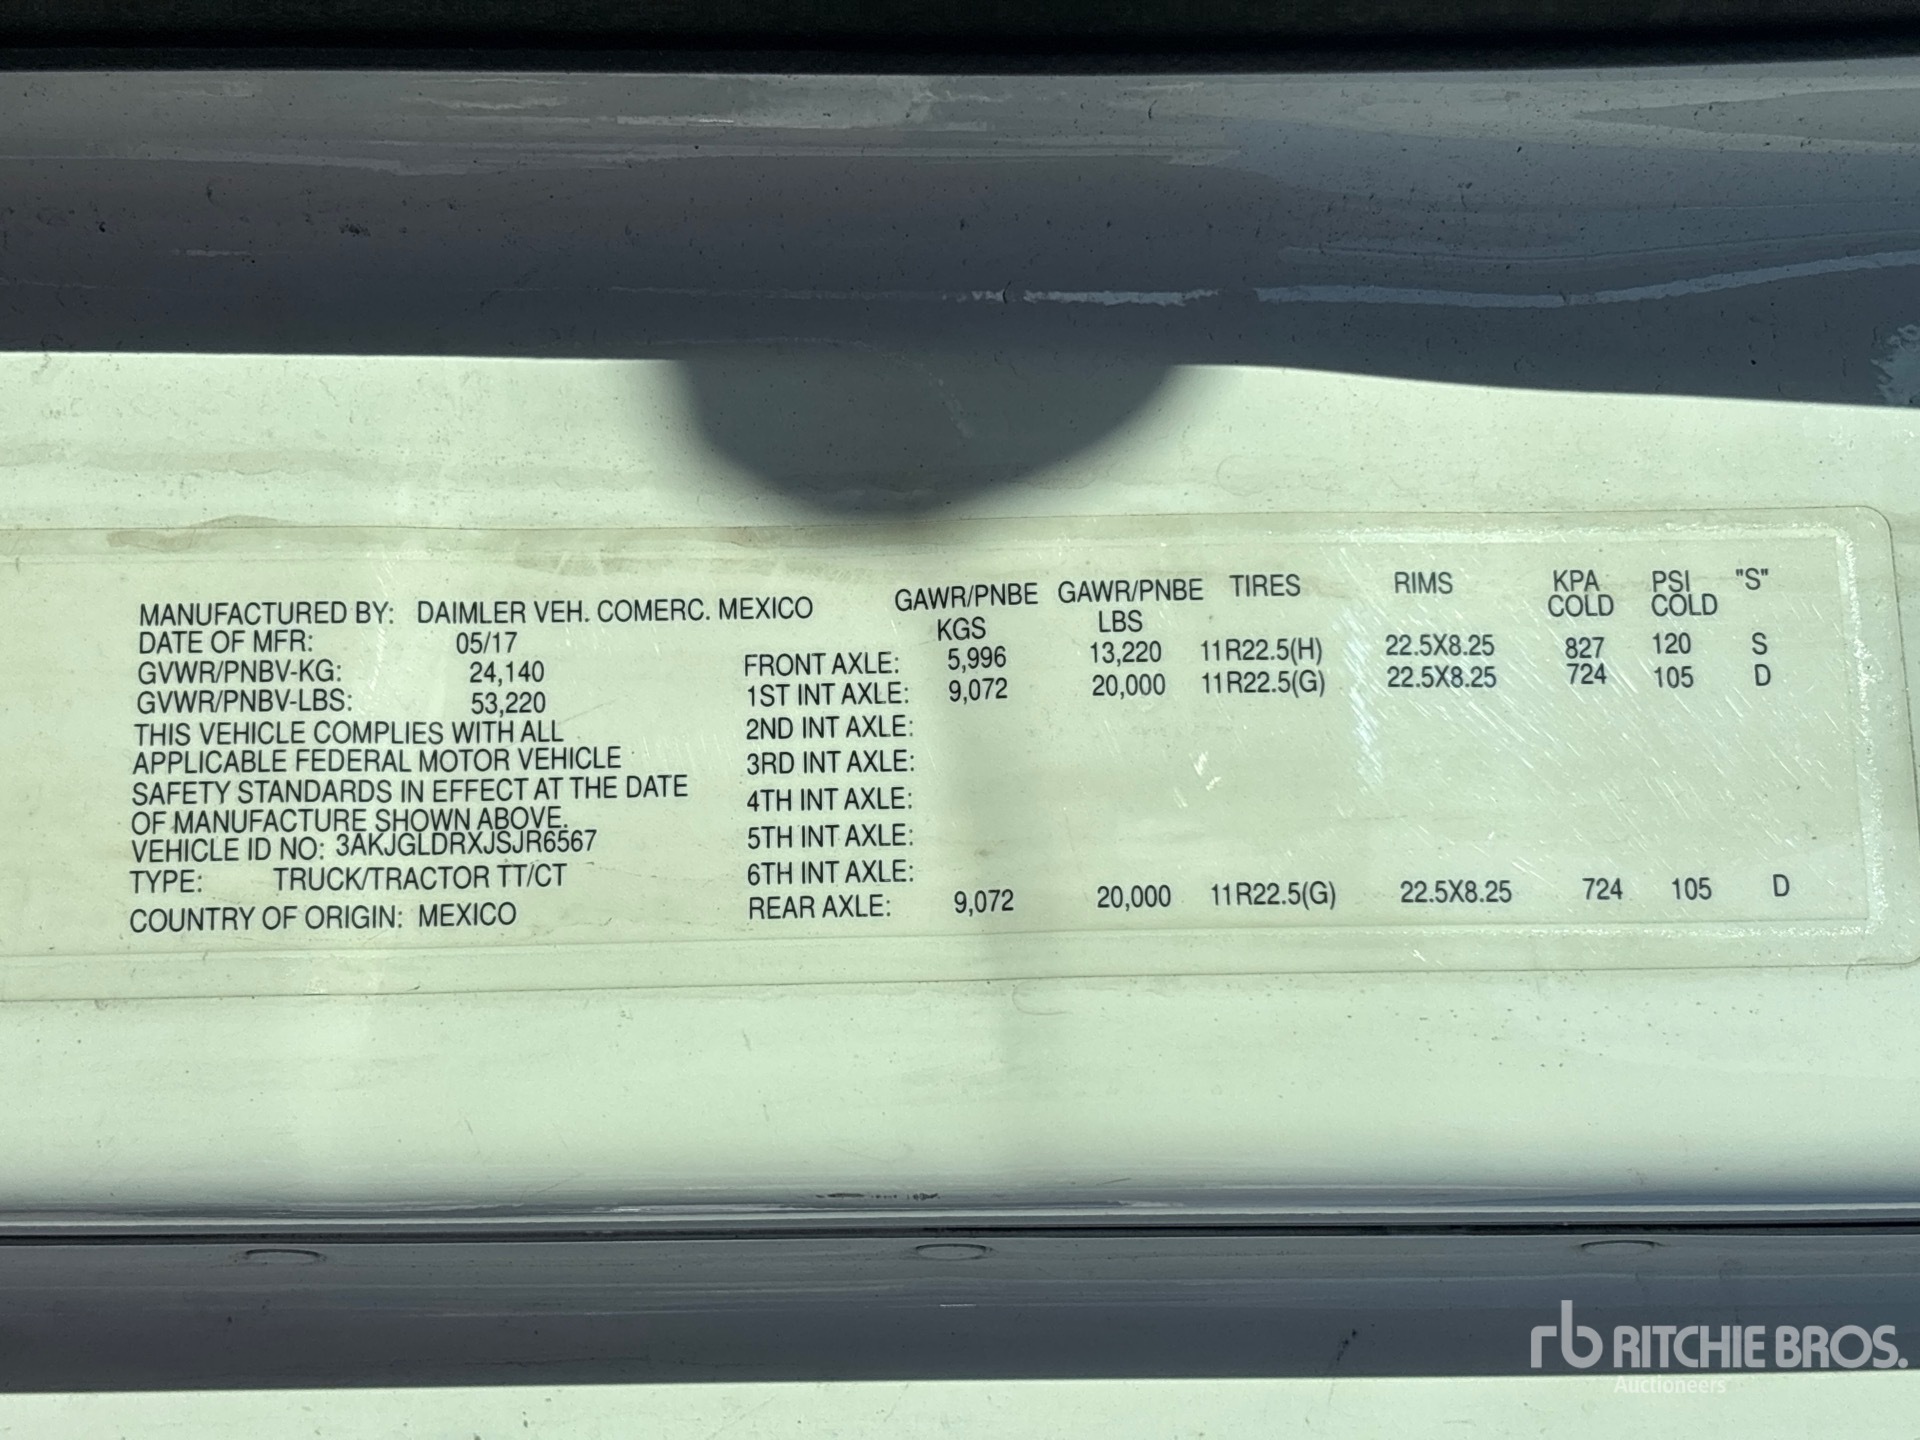 MANUFACTURED BY: DAIMLER VEH. COMERC. MEXICO
DATE OF MFR: 05/17
GVWR/PNBV-KG: 24,140
GVWR/PNBV-LBS: 53,220
THIS VEHICLE COMPLIES WITH ALL
APPLICABLE FEDERAL MOTOR VEHICLE
SAFETY STANDARDS IN EFFECT AT THE DATE
OF MANUFACTURE SHOWN ABOVE.
VEHICLE ID NO: 3AKJGLDRXJSJR6567
TYPE: TRUCK/TRACTOR TT/CT
COUNTRY OF ORIGIN: MEXICO
GAWR/PNBE GAWR/PNBE TIRES RIMS KPA PSI "S"
KGS LBS COLD COLD
FRONT AXLE: 5,996 13,220 11R22.5(H) 22.5X8.25 827 120 S
1ST INT AXLE: 9,072 20,000 11R22.5(G) 22.5X8.25 724 105 D
2ND INT AXLE:
3RD INT AXLE:
4TH INT AXLE:
5TH INT AXLE:
6TH INT AXLE:
REAR AXLE: 9,072 20,000 11R22.5(G) 22.5X8.25 724 105 D
rb RITCHIE BROS.
Auctioneers